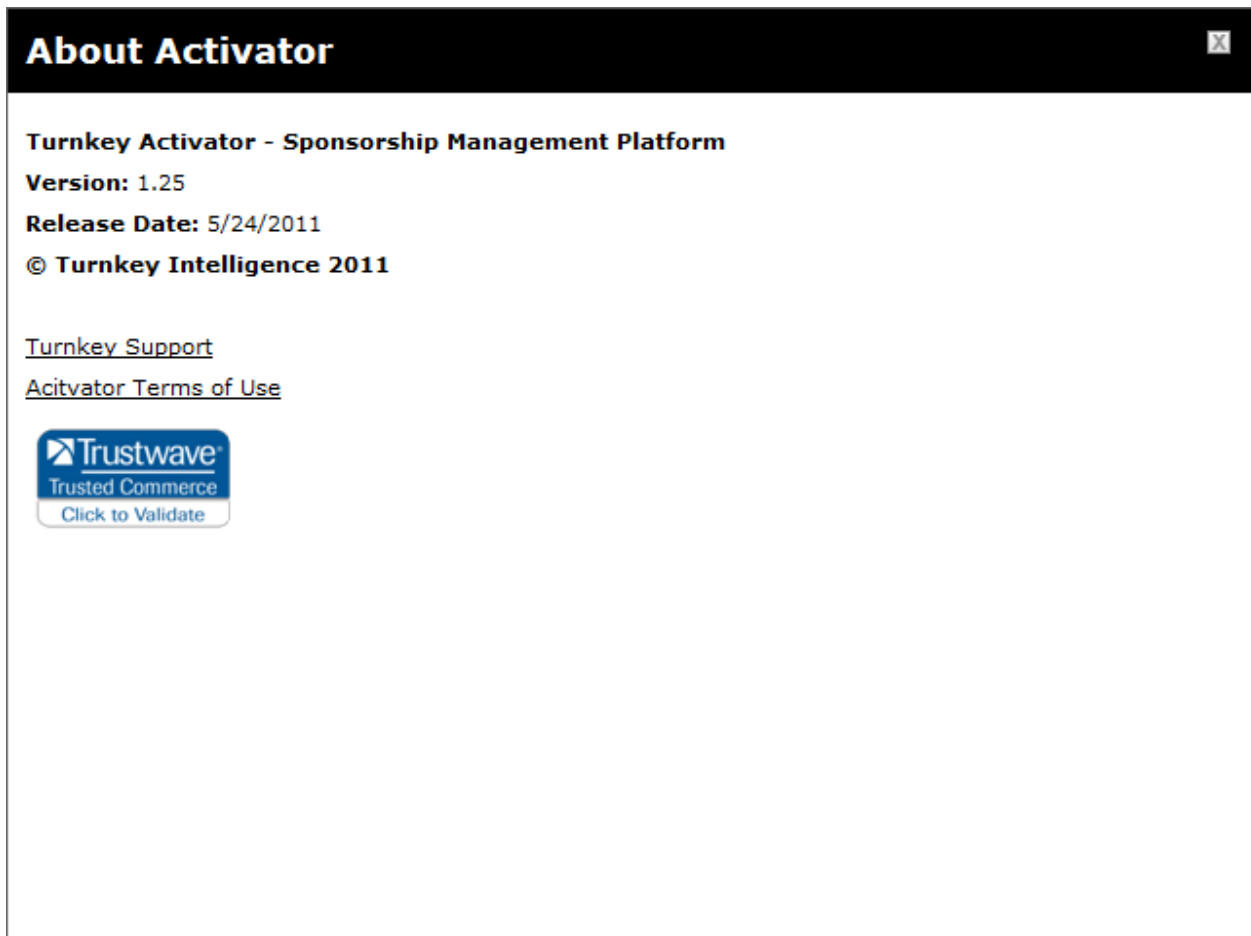 About Activator
X
Turnkey Activator - Sponsorship Management Platform
Version: 1.25
Release Date: 5/24/2011
© Turnkey Intelligence 2011
Turnkey Support
Acitvator Terms of Use
Trustwave
Trusted Commerce
Click to Validate